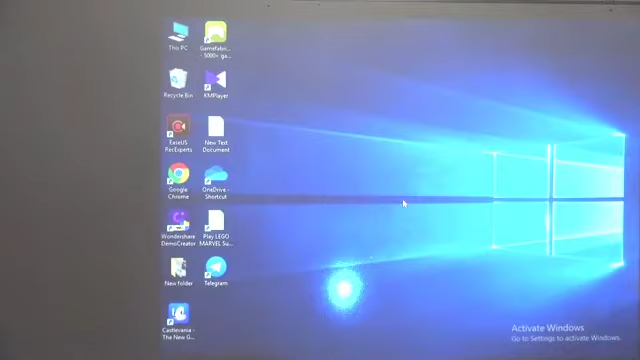 This PC
Gamefabri...
- 5000+ ga...
Recycle Bin
KMPlayer
EaseUS
RecExperts
New Text
Document
Google
Chrome
OneDrive -
Shortcut
Wondershare
DemoCreator
Play LEGO
MARVEL Su...
New folder
Telegram
Castlevania -
The New G...
Activate Windows
Go to Settings to activate Windows.